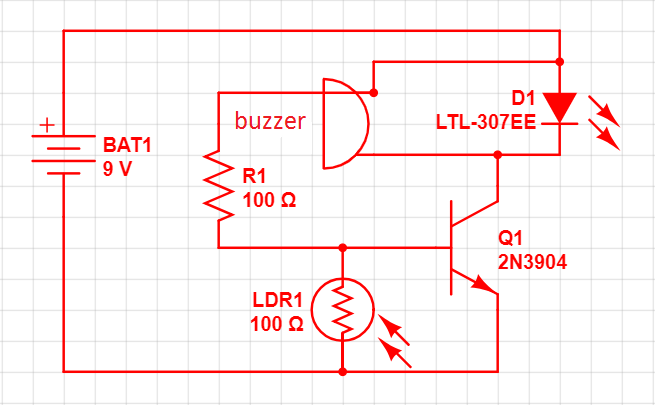 D1
LTL-307EE
buzzer
+
BAT1
9 V
R1
100 Ω
Q1
2N3904
LDR1
100 Ω